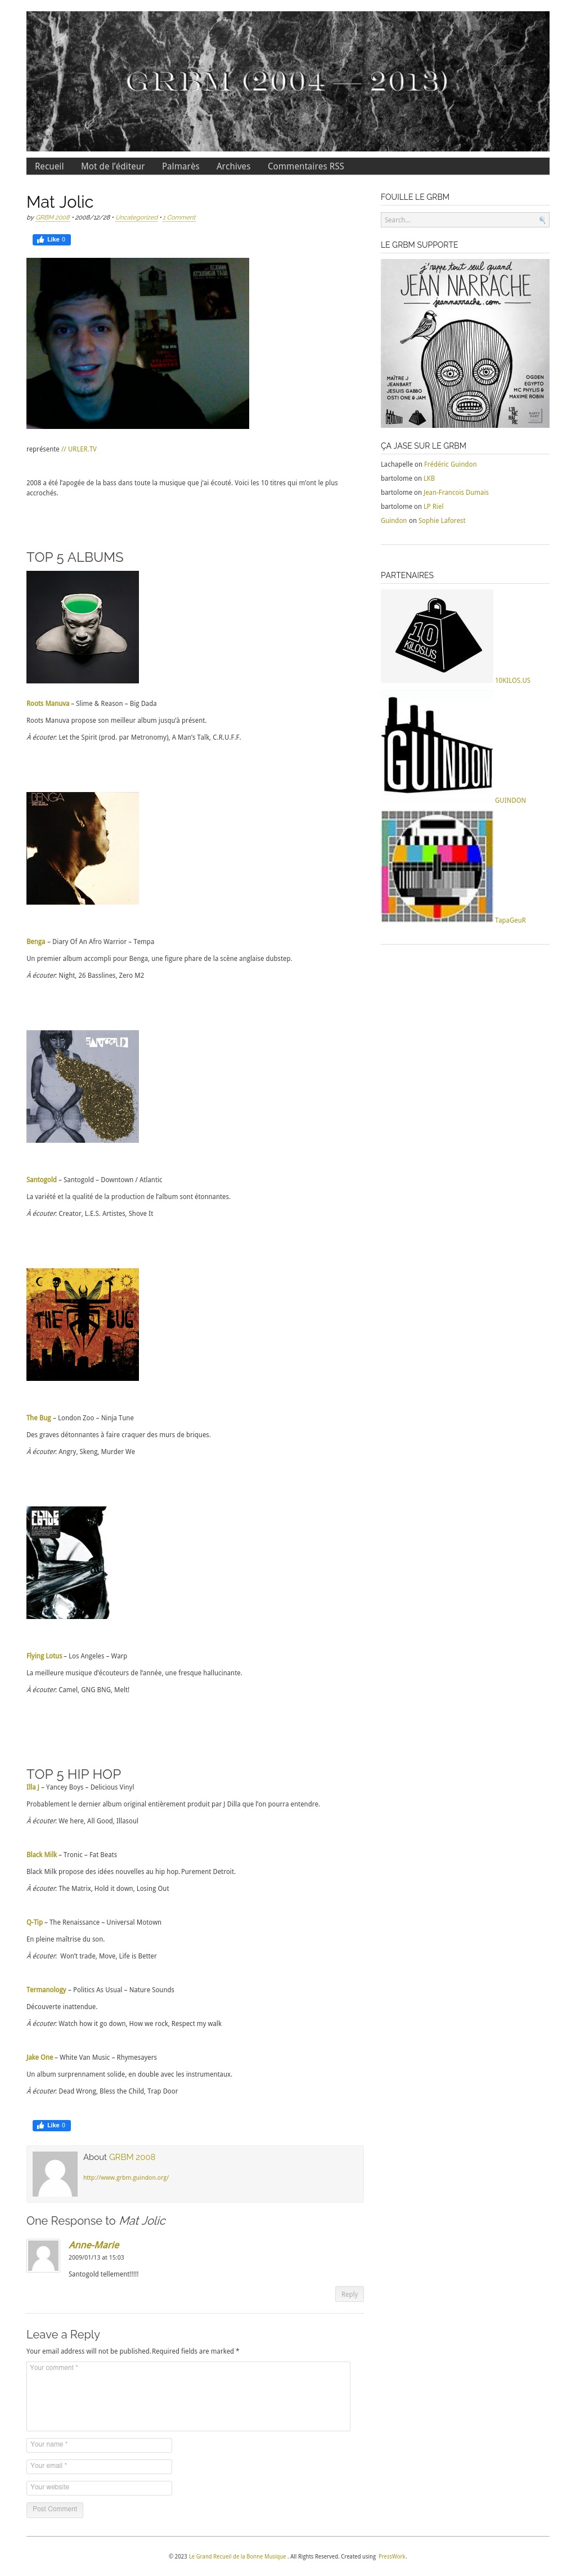 GRBM (2004 — 2013)
Recueil Mot de l'éditeur Palmarès Archives Commentaires RSS
Mat Jolic
by GRBM 2008 • 2008/12/28 • Uncategorized • 1 Comment
Like 0
représente // URLER.TV
2008 a été l'apogée de la bass dans toute la musique que j'ai écouté. Voici les 10 titres qui m'ont le plus
accrochés.
TOP 5 ALBUMS
Roots Manuva – Slime & Reason – Big Dada
Roots Manuva propose son meilleur album jusqu'à présent.
À écouter: Let the Spirit (prod. par Metronomy), A Man's Talk, C.R.U.F.F.
BENGA
Benga – Diary Of An Afro Warrior – Tempa
Un premier album accompli pour Benga, une figure phare de la scène anglaise dubstep.
À écouter: Night, 26 Basslines, Zero M2
SANTOGOLD
Santogold – Santogold – Downtown / Atlantic
La variété et la qualité de la production de l'album sont étonnantes.
À écouter: Creator, L.E.S. Artistes, Shove It
THE BUG
The Bug – London Zoo – Ninja Tune
Des graves détonnantes à faire craquer des murs de briques.
À écouter: Angry, Skeng, Murder We
FLYING
LOTUS
Los Angeles
Flying Lotus – Los Angeles – Warp
La meilleure musique d'écouteurs de l'année, une fresque hallucinante.
À écouter: Camel, GNG BNG, Melt!
TOP 5 HIP HOP
Illa J – Yancey Boys – Delicious Vinyl
Probablement le dernier album original entièrement produit par J Dilla que l'on pourra entendre.
À écouter: We here, All Good, Illasoul
Black Milk – Tronic – Fat Beats
Black Milk propose des idées nouvelles au hip hop. Purement Detroit.
À écouter: The Matrix, Hold it down, Losing Out
Q-Tip – The Renaissance – Universal Motown
En pleine maîtrise du son.
À écouter: Won't trade, Move, Life is Better
Termanology – Politics As Usual – Nature Sounds
Découverte inattendue.
À écouter: Watch how it go down, How we rock, Respect my walk
Jake One – White Van Music – Rhymesayers
Un album surprennament solide, en double avec les instrumentaux.
À écouter: Dead Wrong, Bless the Child, Trap Door
Like 0
About GRBM 2008
http://www.grbm.guindon.org/
One Response to Mat Jolic
Anne-Marie
2009/01/13 at 15:03
Santogold tellement!!!!!
Reply
Leave a Reply
Your email address will not be published. Required fields are marked *
Your comment *
Your name *
Your email *
Your website
Post Comment
FOUILLE LE GRBM
Search...
LE GRBM SUPPORTE
j'rappe tout seul quand
JEAN NARRACHE
jeannarrache.com
MAÎTRE J
JEANBART
JESUIS GABBO
OSTI ONE & JAM
OGDEN
EGYPTO
MC PHYLIS &
MAXIME ROBIN
ÇA JASE SUR LE GRBM
Lachapelle on Frédéric Guindon
bartolome on LKB
bartolome on Jean-Francois Dumais
bartolome on LP Riel
Guindon on Sophie Laforest
PARTENAIRES
10
KILOS.US
10KILOS.US
GUINDON
GUINDON
TapaGeuR
© 2023 Le Grand Recueil de la Bonne Musique . All Rights Reserved. Created using PressWork.